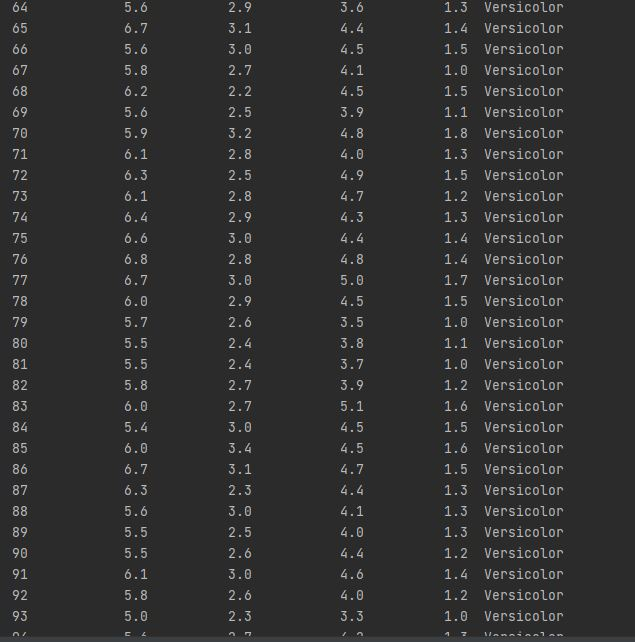 64 5.6 2.9 3.6 1.3 Versicolor
65 6.7 3.1 4.4 1.4 Versicolor
66 5.6 3.0 4.5 1.5 Versicolor
67 5.8 2.7 4.1 1.0 Versicolor
68 6.2 2.2 4.5 1.5 Versicolor
69 5.6 2.5 3.9 1.1 Versicolor
70 5.9 3.2 4.8 1.8 Versicolor
71 6.1 2.8 4.0 1.3 Versicolor
72 6.3 2.5 4.9 1.5 Versicolor
73 6.1 2.8 4.7 1.2 Versicolor
74 6.4 2.9 4.3 1.3 Versicolor
75 6.6 3.0 4.4 1.4 Versicolor
76 6.8 2.8 4.8 1.4 Versicolor
77 6.7 3.0 5.0 1.7 Versicolor
78 6.0 2.9 4.5 1.5 Versicolor
79 5.7 2.6 3.5 1.0 Versicolor
80 5.5 2.4 3.8 1.1 Versicolor
81 5.5 2.4 3.7 1.0 Versicolor
82 5.8 2.7 3.9 1.2 Versicolor
83 6.0 2.7 5.1 1.6 Versicolor
84 5.4 3.0 4.5 1.5 Versicolor
85 6.0 3.4 4.5 1.6 Versicolor
86 6.7 3.1 4.7 1.5 Versicolor
87 6.3 2.3 4.4 1.3 Versicolor
88 5.6 3.0 4.1 1.3 Versicolor
89 5.5 2.5 4.0 1.3 Versicolor
90 5.5 2.6 4.4 1.2 Versicolor
91 6.1 3.0 4.6 1.4 Versicolor
92 5.8 2.6 4.0 1.2 Versicolor
93 5.0 2.3 3.3 1.0 Versicolor